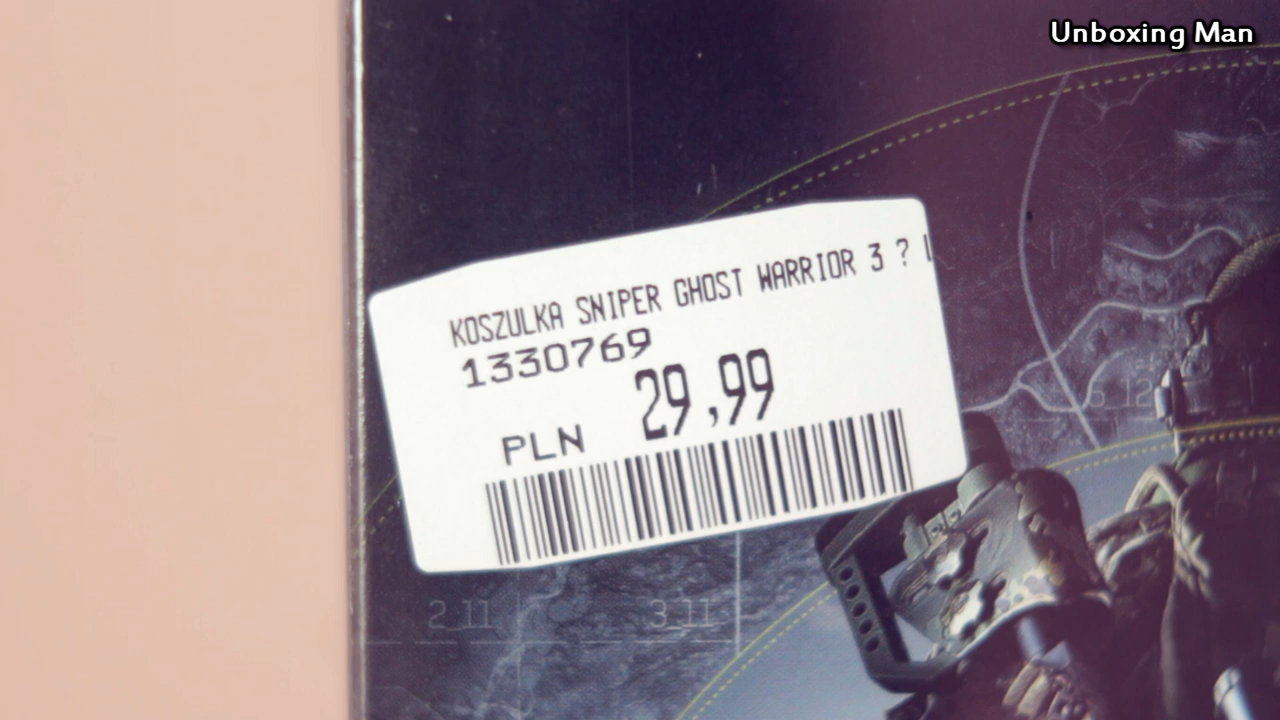 Unboxing Man
KOSZULKA SNIPER GHOST WARRIOR 3 ?
1330769
PLN 29,99
2.11 3.11